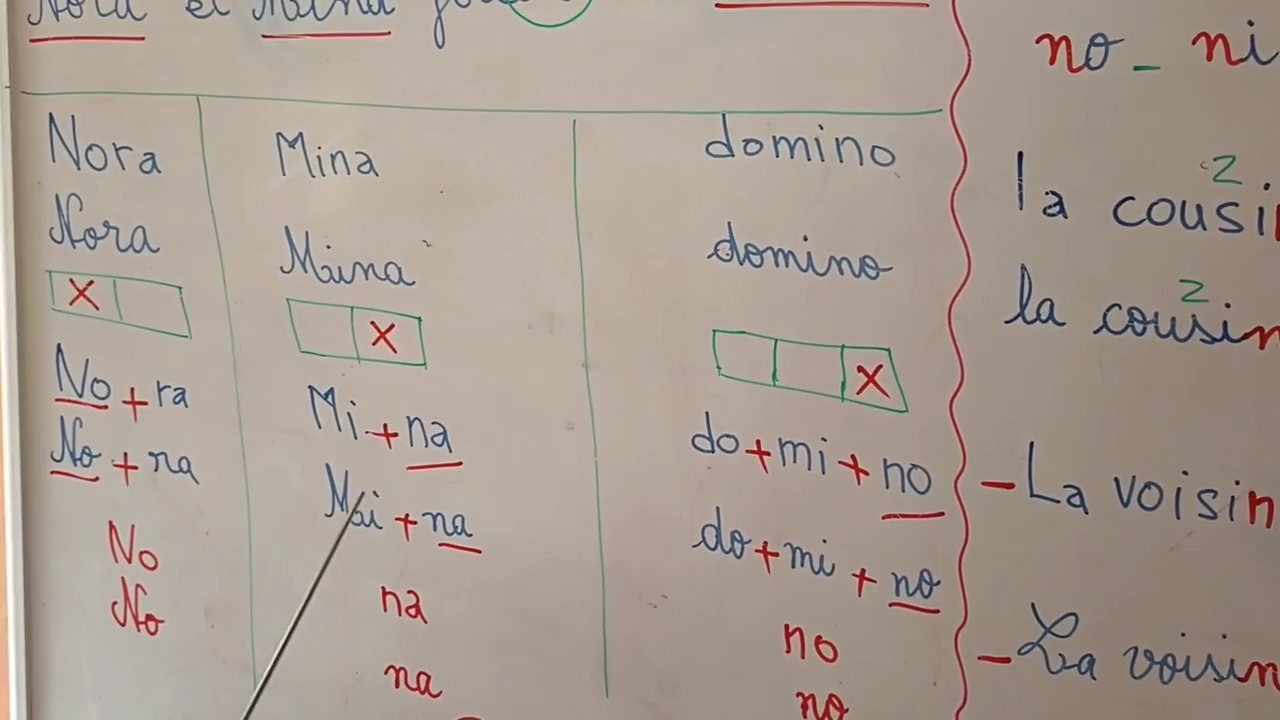 Nora et Mina
Nora
Nora
X
No + ra
No + ra
No
No
Mina
Mina
X
Mi + na
Mi + na
na
na
domino
domino
X
do + mi + no
do + mi + no
no
no
no - ni
2
la cousin
2
la cousin
- La voisin
- La voisin